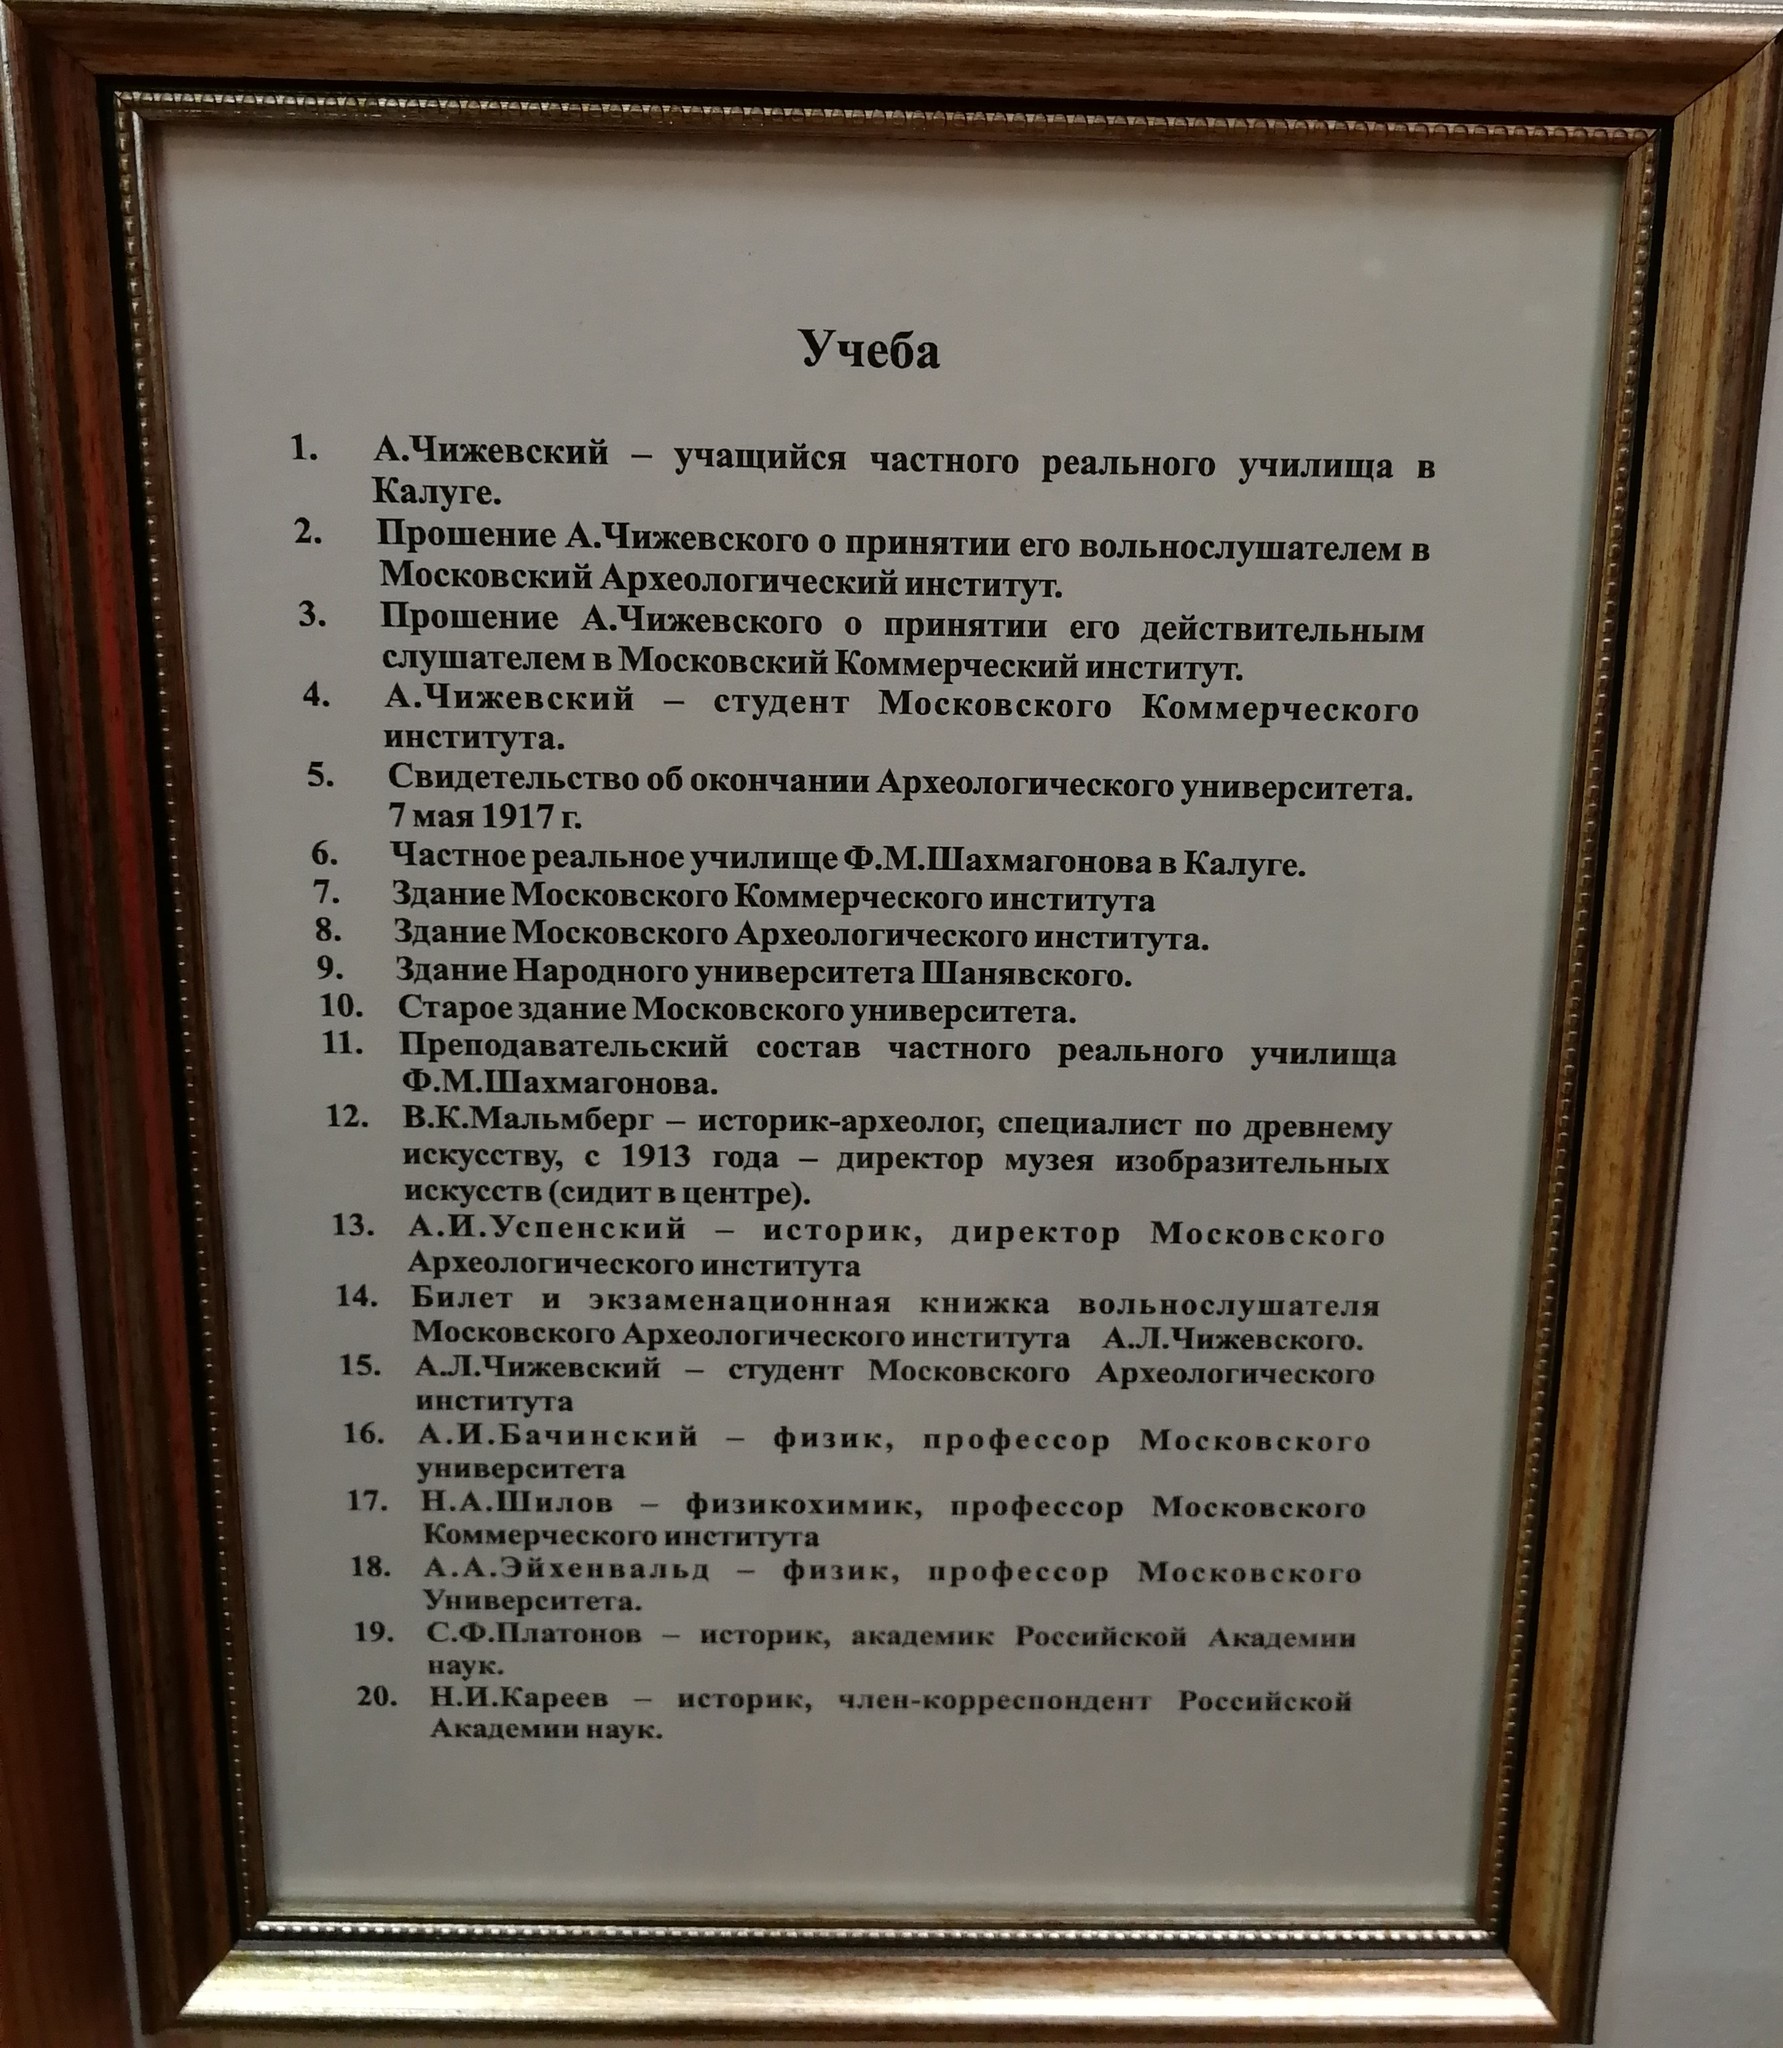 Учеба
1. А.Чижевский – учащийся частного реального училища в
Калуге.
2. Прошение А.Чижевского о принятии его вольнослушателем в
Московский Археологический институт.
3. Прошение А.Чижевского о принятии его действительным
слушателем в Московский Коммерческий институт.
4. А.Чижевский – студент Московского Коммерческого
института.
5. Свидетельство об окончании Археологического университета.
7 мая 1917 г.
6. Частное реальное училище Ф.М.Шахмагонова в Калуге.
7. Здание Московского Коммерческого института
8. Здание Московского Археологического института.
9. Здание Народного университета Шанявского.
10. Старое здание Московского университета.
11. Преподавательский состав частного реального училища
Ф.М.Шахмагонова.
12. В.К.Мальмберг – историк-археолог, специалист по древнему
искусству, с 1913 года – директор музея изобразительных
искусств (сидит в центре).
13. А.И.Успенский – историк, директор Московского
Археологического института
14. Билет и экзаменационная книжка вольнослушателя
Московского Археологического института А.Л.Чижевского.
15. А.Л.Чижевский – студент Московского Археологического
института
16. А.И.Бачинский – физик, профессор Московского
университета
17. Н.А.Шилов – физикохимик, профессор Московского
Коммерческого института
18. А.А.Эйхенвальд – физик, профессор Московского
Университета.
19. С.Ф.Платонов – историк, академик Российской Академии
наук.
20. Н.И.Кареев – историк, член-корреспондент Российской
Академии наук.